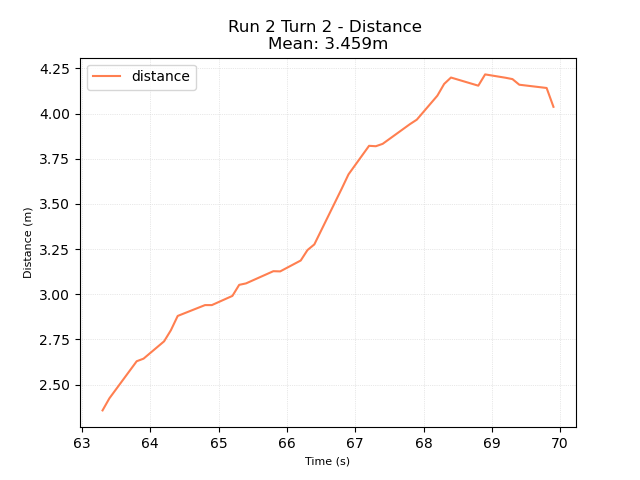 Run 2 Turn 2 - Distance
Mean: 3.459m
distance
4.25
4.00
3.75
3.50
3.25
3.00
2.75
2.50
Distance (m)
63 64 65 66 67 68 69 70
Time (s)